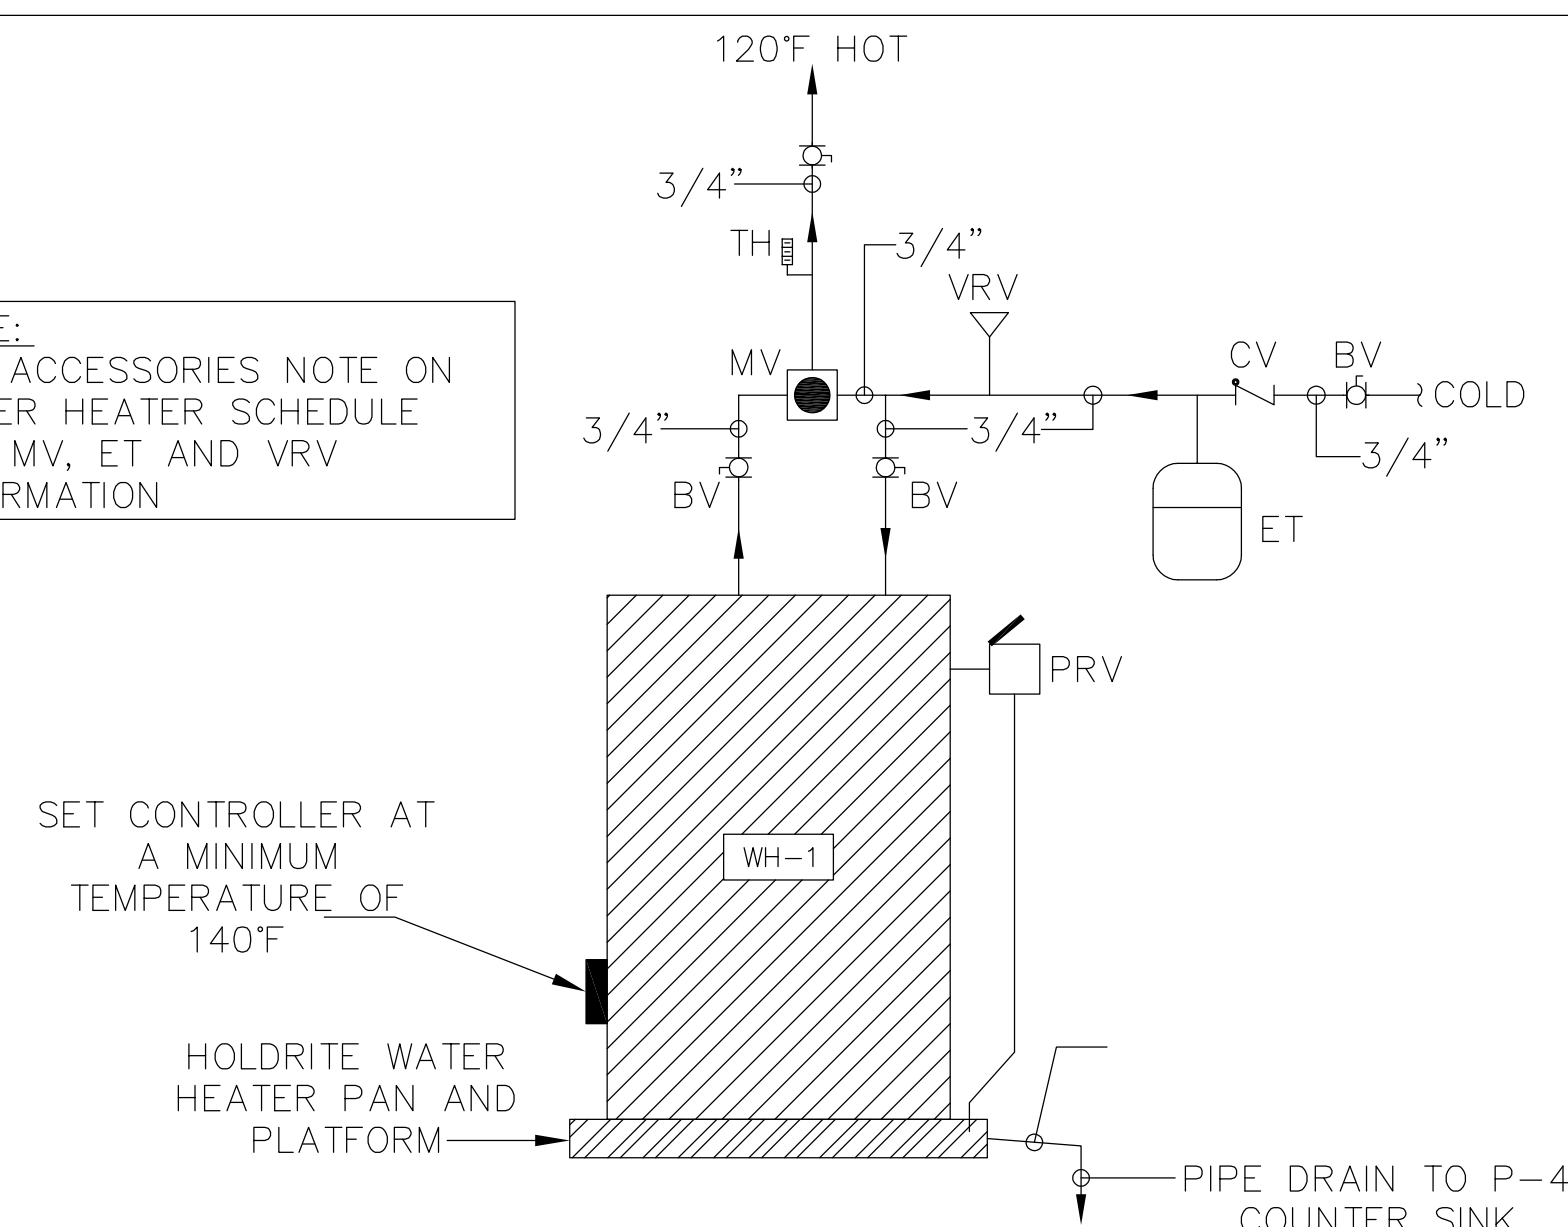 120°F HOT
3/4"
TH
3/4"
VRV
MV
CV
BV
COLD
3/4"
3/4"
3/4"
BV
BV
ET
E:
ACCESSORIES NOTE ON
ER HEATER SCHEDULE
MV, ET AND VRV
RMATION
PRV
WH-1
SET CONTROLLER AT
A MINIMUM
TEMPERATURE OF
140°F
HOLDRITE WATER
HEATER PAN AND
PLATFORM
PIPE DRAIN TO P-4
COUNTER SINK